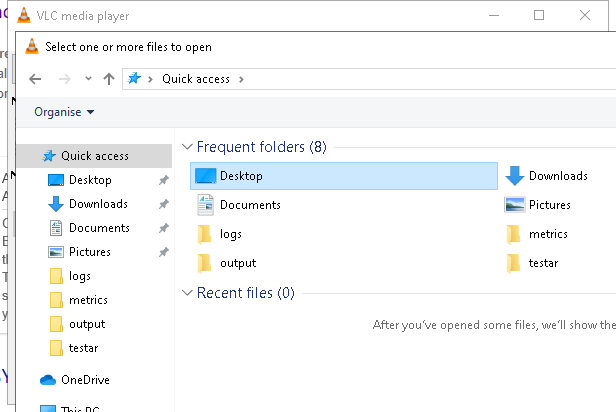 VLC media player
Select one or more files to open
Quick access
Organise
Quick access
Desktop
Downloads
Documents
Pictures
logs
metrics
output
testar
OneDrive
This PC
Frequent folders (8)
Desktop
Downloads
Documents
Pictures
logs
metrics
output
testar
Recent files (0)
After you've opened some files, we'll show the